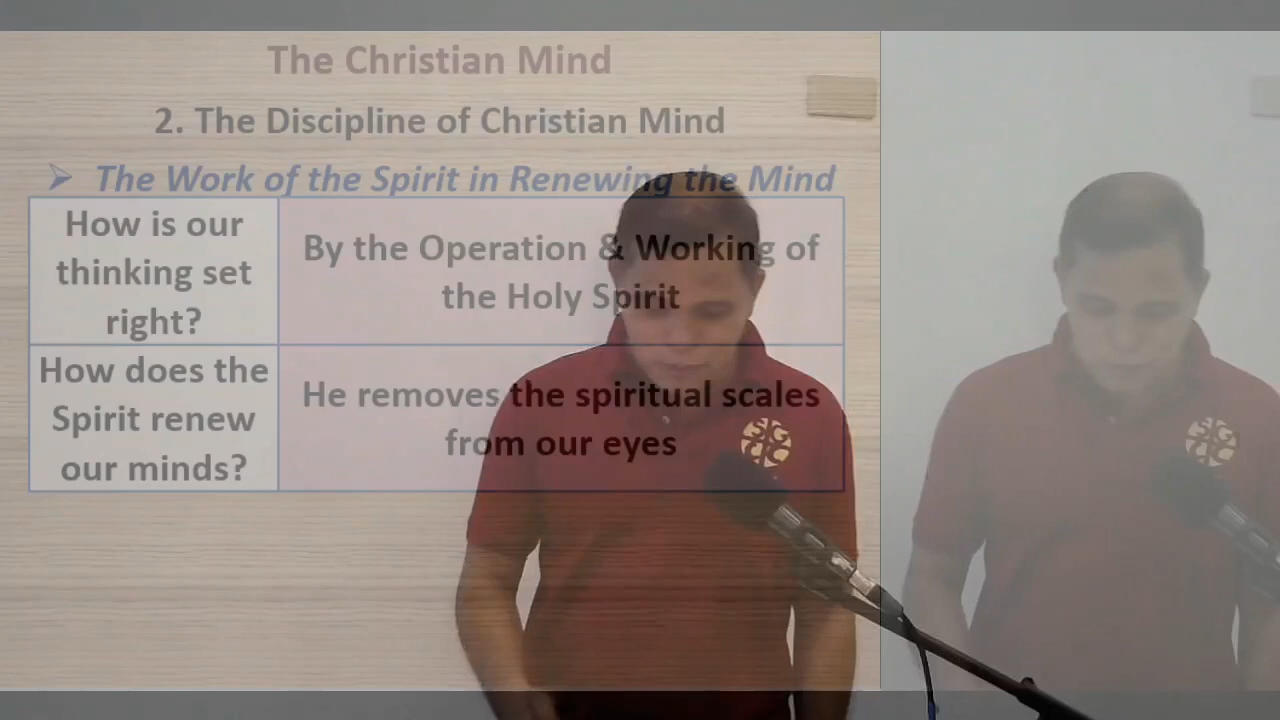 The Christian Mind
2. The Discipline of Christian Mind
➢ The Work of the Spirit in Renewing the Mind
How is our
thinking set
right?
By the Operation & Working of
the Holy Spirit
How does the
Spirit renew
our minds?
He removes the spiritual scales
from our eyes